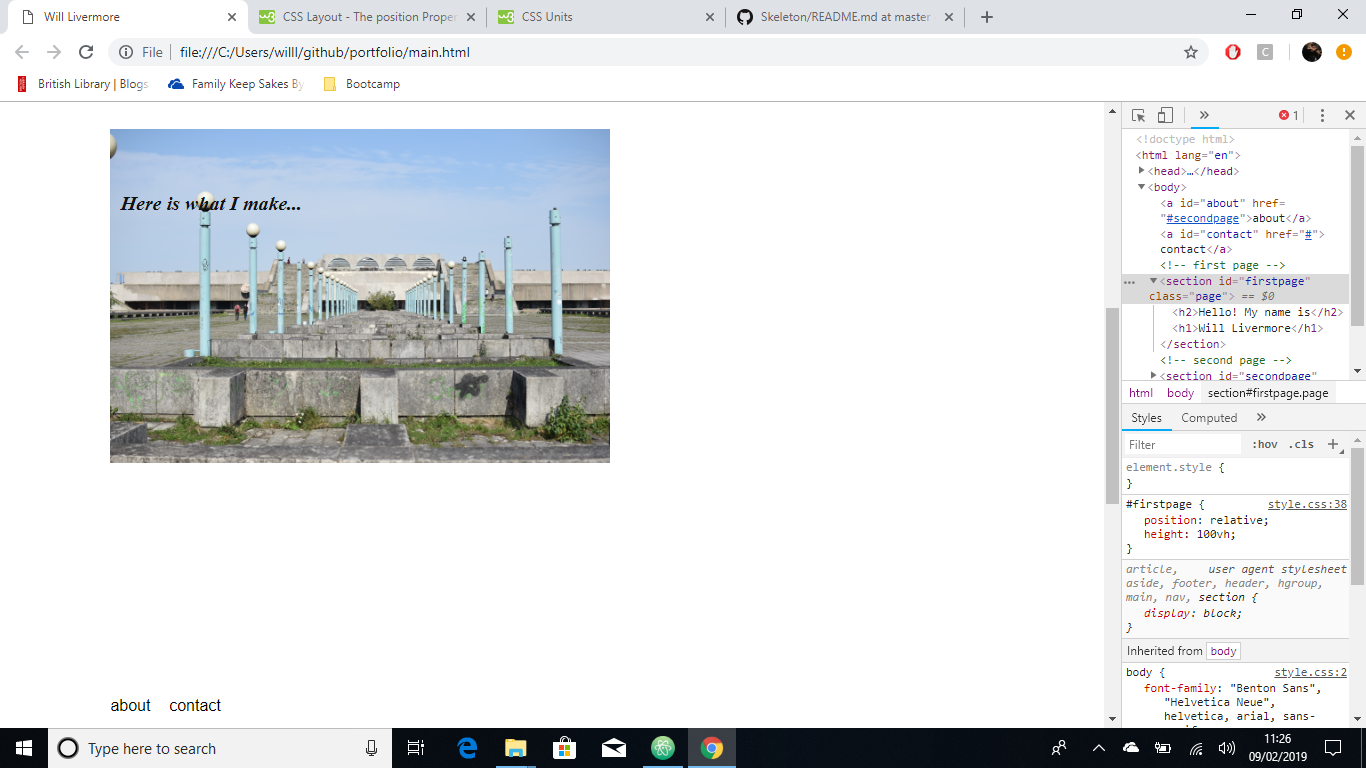 Will Livermore
CSS Layout - The position Proper
CSS Units
Skeleton/README.md at master
File
file:///C:/Users/willl/github/portfolio/main.html
C
British Library | Blogs
Family Keep Sakes By
Bootcamp
1
Here is what I make...
about contact
<!doctype html>
<html lang="en">
<head>…</head>
<body>
<a id="about" href=
"#secondpage">about</a>
<a id="contact" href="#">
contact</a>
<!-- first page -->
<section id="firstpage"
class="page"> == $0
<h2>Hello! My name is</h2>
<h1>Will Livermore</h1>
</section>
<!-- second page -->
<section id="secondpage"
html body section#firstpage.page
Styles Computed
Filter :hov .cls
element.style {
}
#firstpage { style.css:38
position: relative;
height: 100vh;
}
article, user agent stylesheet
aside, footer, header, hgroup,
main, nav, section {
display: block;
}
Inherited from body
body { style.css:2
font-family: "Benton Sans",
"Helvetica Neue",
helvetica, arial, sans-
Type here to search
11:26
09/02/2019